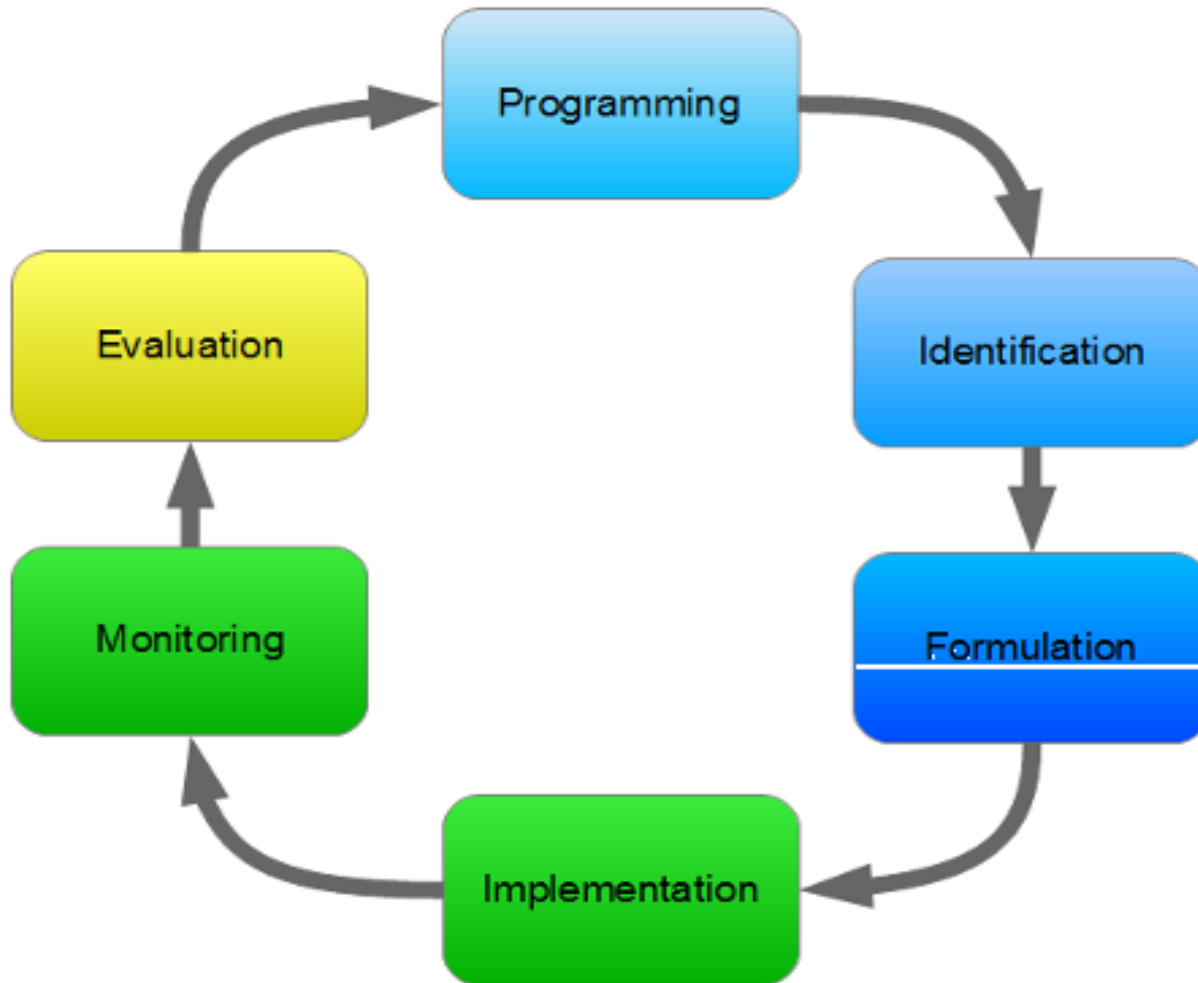 Programming
Identification
Formulation
Implementation
Monitoring
Evaluation